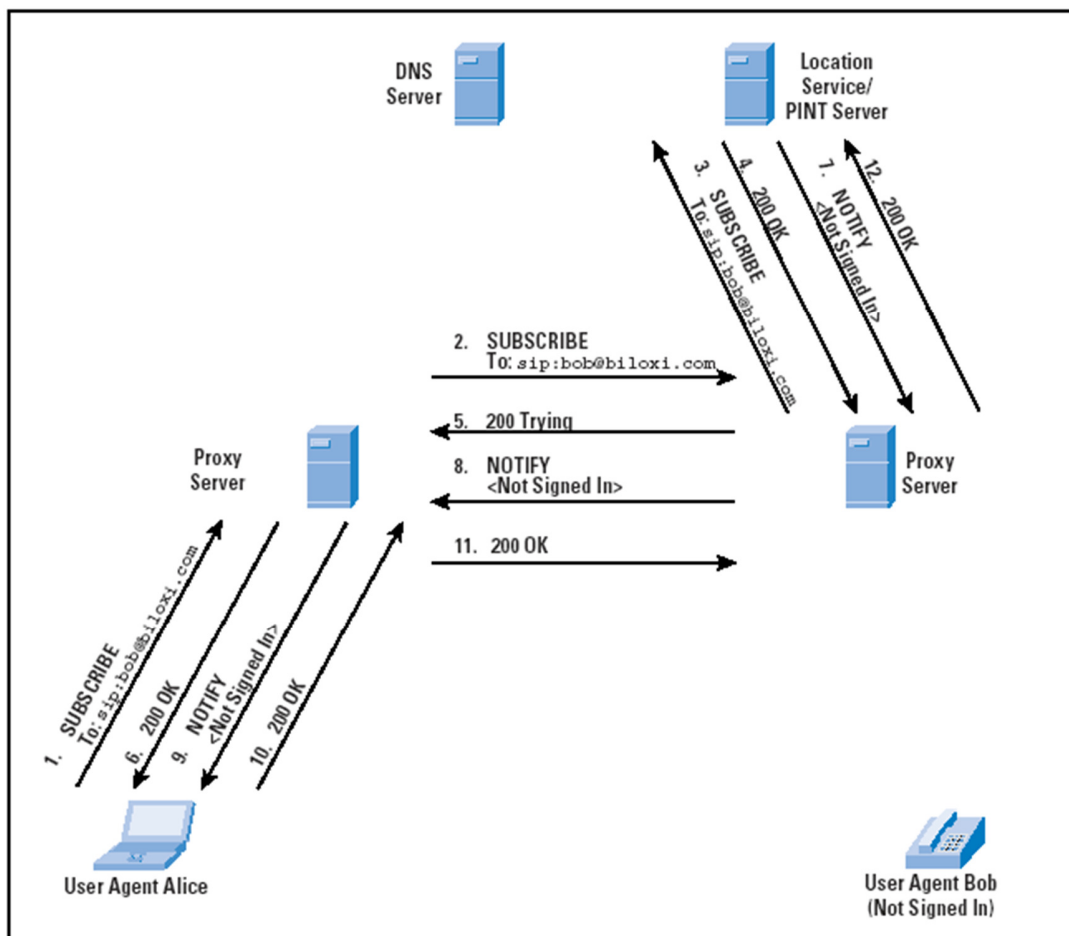 DNS
Server
Location
Service/
PINT Server
3. SUBSCRIBE
To: sip:bob@biloxi.com
4. 200 OK
7. NOTIFY
<Not Signed In>
12. 200 OK
2. SUBSCRIBE
To: sip:bob@biloxi.com
5. 200 Trying
8. NOTIFY
<Not Signed In>
11. 200 OK
Proxy
Server
Proxy
Server
1. SUBSCRIBE
To: sip:bob@biloxi.com
6. 200 OK
9. NOTIFY
<Not Signed In>
10. 200 OK
User Agent Alice
User Agent Bob
(Not Signed In)